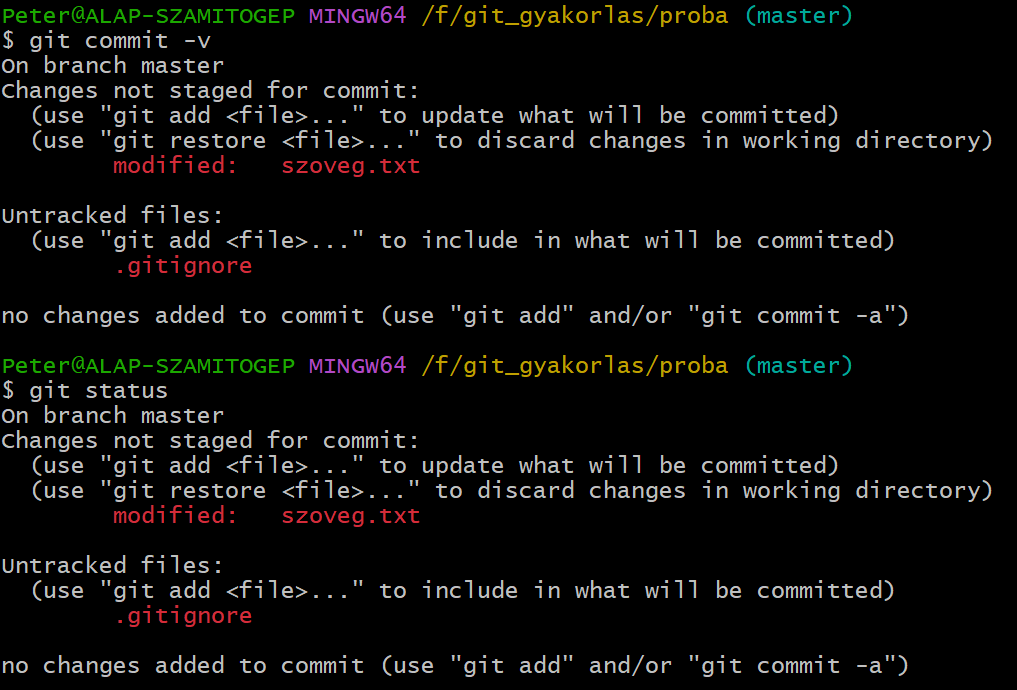 Peter@ALAP-SZAMITOGEP MINGW64 /f/git_gyakorlas/proba (master)
$ git commit -v
On branch master
Changes not staged for commit:
  (use "git add <file>..." to update what will be committed)
  (use "git restore <file>..." to discard changes in working directory)
        modified:   szoveg.txt

Untracked files:
  (use "git add <file>..." to include in what will be committed)
        .gitignore

no changes added to commit (use "git add" and/or "git commit -a")

Peter@ALAP-SZAMITOGEP MINGW64 /f/git_gyakorlas/proba (master)
$ git status
On branch master
Changes not staged for commit:
  (use "git add <file>..." to update what will be committed)
  (use "git restore <file>..." to discard changes in working directory)
        modified:   szoveg.txt

Untracked files:
  (use "git add <file>..." to include in what will be committed)
        .gitignore

no changes added to commit (use "git add" and/or "git commit -a")